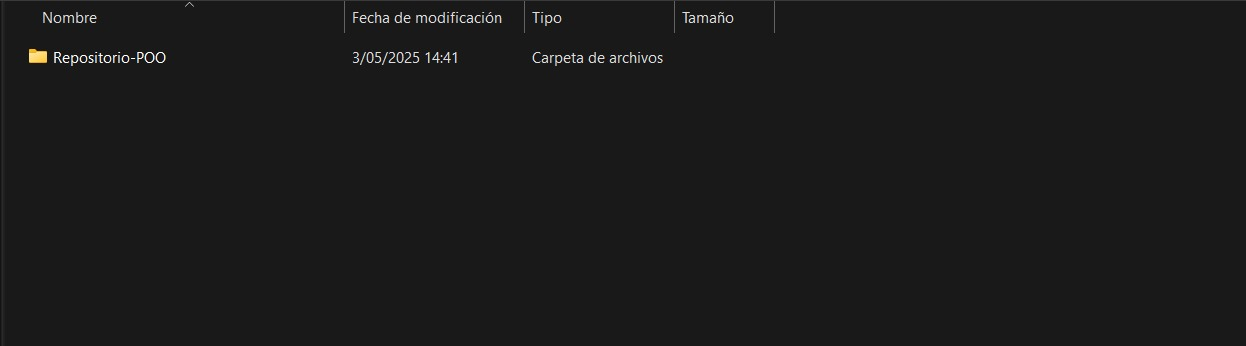 Nombre Fecha de modificación Tipo Tamaño
Repositorio-POO 3/05/2025 14:41 Carpeta de archivos